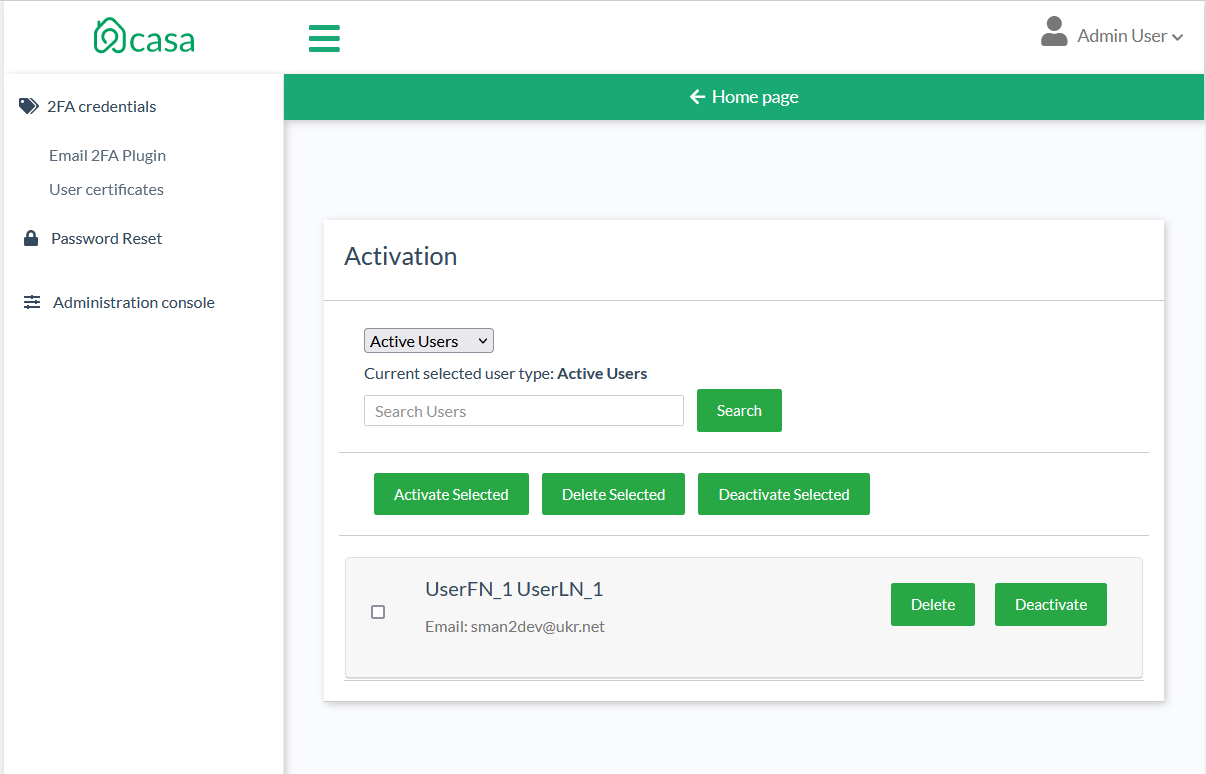 casa
Admin User
2FA credentials
Email 2FA Plugin
User certificates
Password Reset
Administration console
Home page
Activation
Active Users
Current selected user type: Active Users
Search Users
Search
Activate Selected
Delete Selected
Deactivate Selected
UserFN_1 UserLN_1
Email: sman2dev@ukr.net
Delete
Deactivate